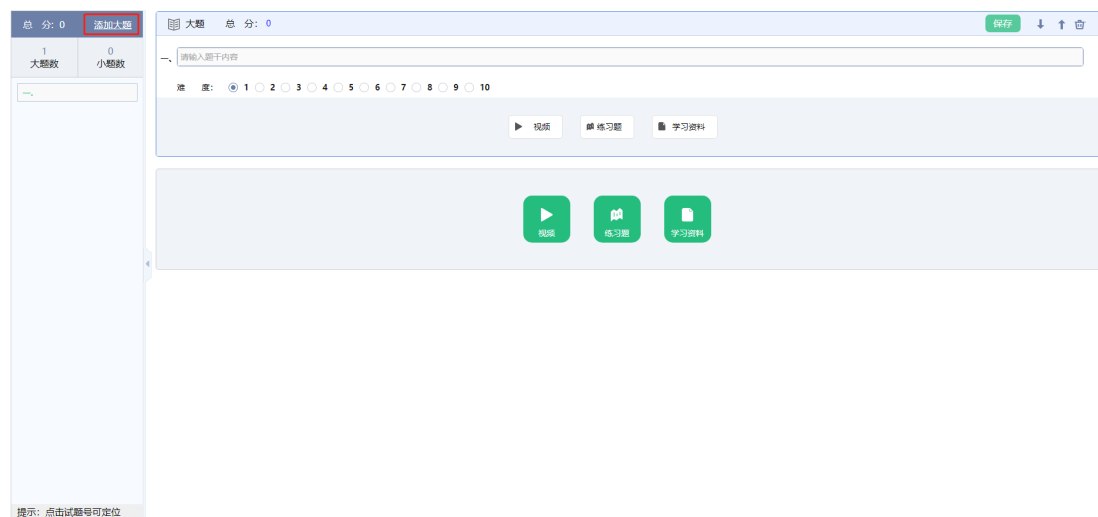 总 分: 0 添加大题
1 0
大题数 小题数
一、
提示: 点击试题号可定位
大题 总 分: 0 保存
一、 请输入题干内容
难 度: 1 2 3 4 5 6 7 8 9 10
视频 练习题 学习资料
视频 练习题 学习资料